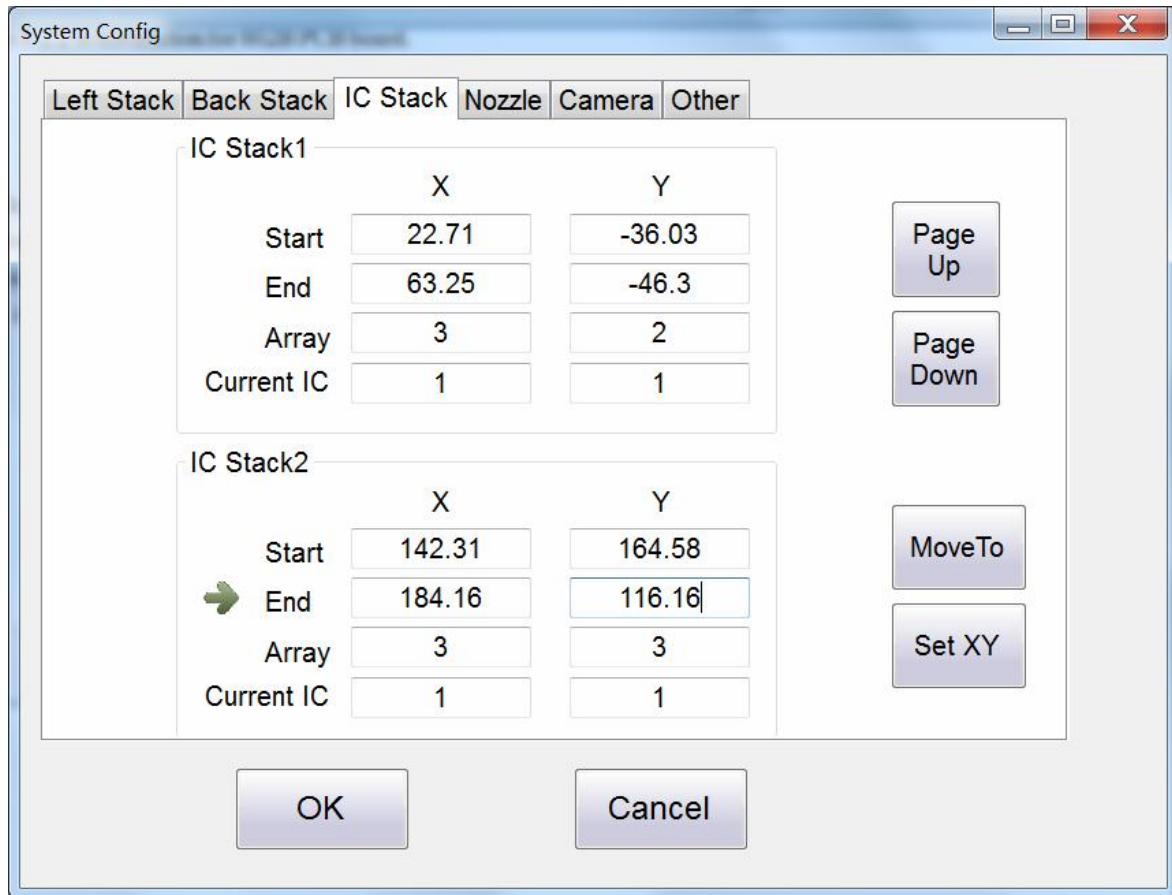 System Config
Left Stack Back Stack IC Stack Nozzle Camera Other
IC Stack1
X Y
Start 22.71 -36.03
End 63.25 -46.3
Array 3 2
Current IC 1 1
Page
Up
Page
Down
IC Stack2
X Y
Start 142.31 164.58
End 184.16 116.16
Array 3 3
Current IC 1 1
MoveTo
Set XY
OK Cancel